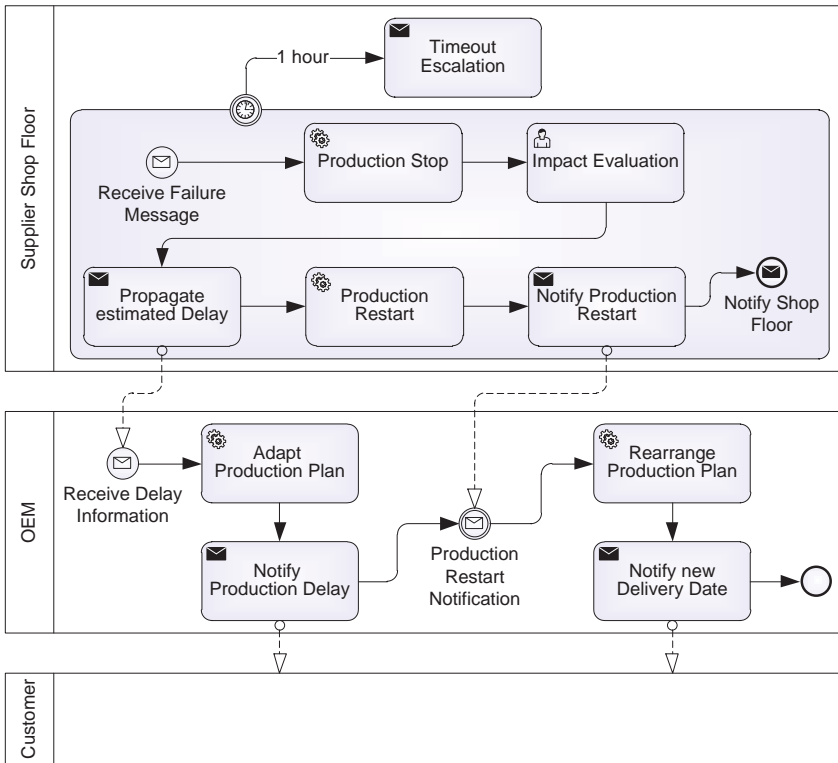 Supplier Shop Floor
1 hour
Timeout
Escalation
Receive Failure
Message
Production Stop
Impact Evaluation
Propagate
estimated Delay
Production
Restart
Notify Production
Restart
Notify Shop
Floor
OEM
Receive Delay
Information
Adapt
Production Plan
Notify
Production Delay
Production
Restart
Notification
Rearrange
Production Plan
Notify new
Delivery Date
Customer